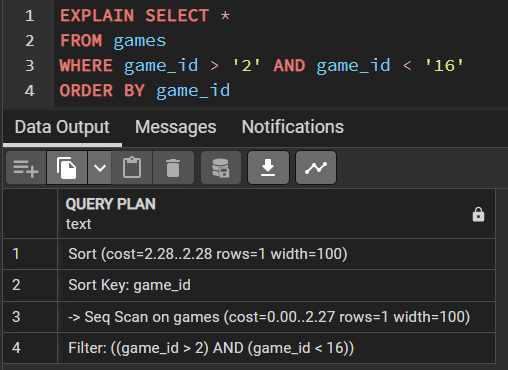 1 EXPLAIN SELECT *
2 FROM games
3 WHERE game_id > '2' AND game_id < '16'
4 ORDER BY game_id
Data Output Messages Notifications
QUERY PLAN
text
1 Sort (cost=2.28..2.28 rows=1 width=100)
2 Sort Key: game_id
3 -> Seq Scan on games (cost=0.00..2.27 rows=1 width=100)
4 Filter: ((game_id > 2) AND (game_id < 16))